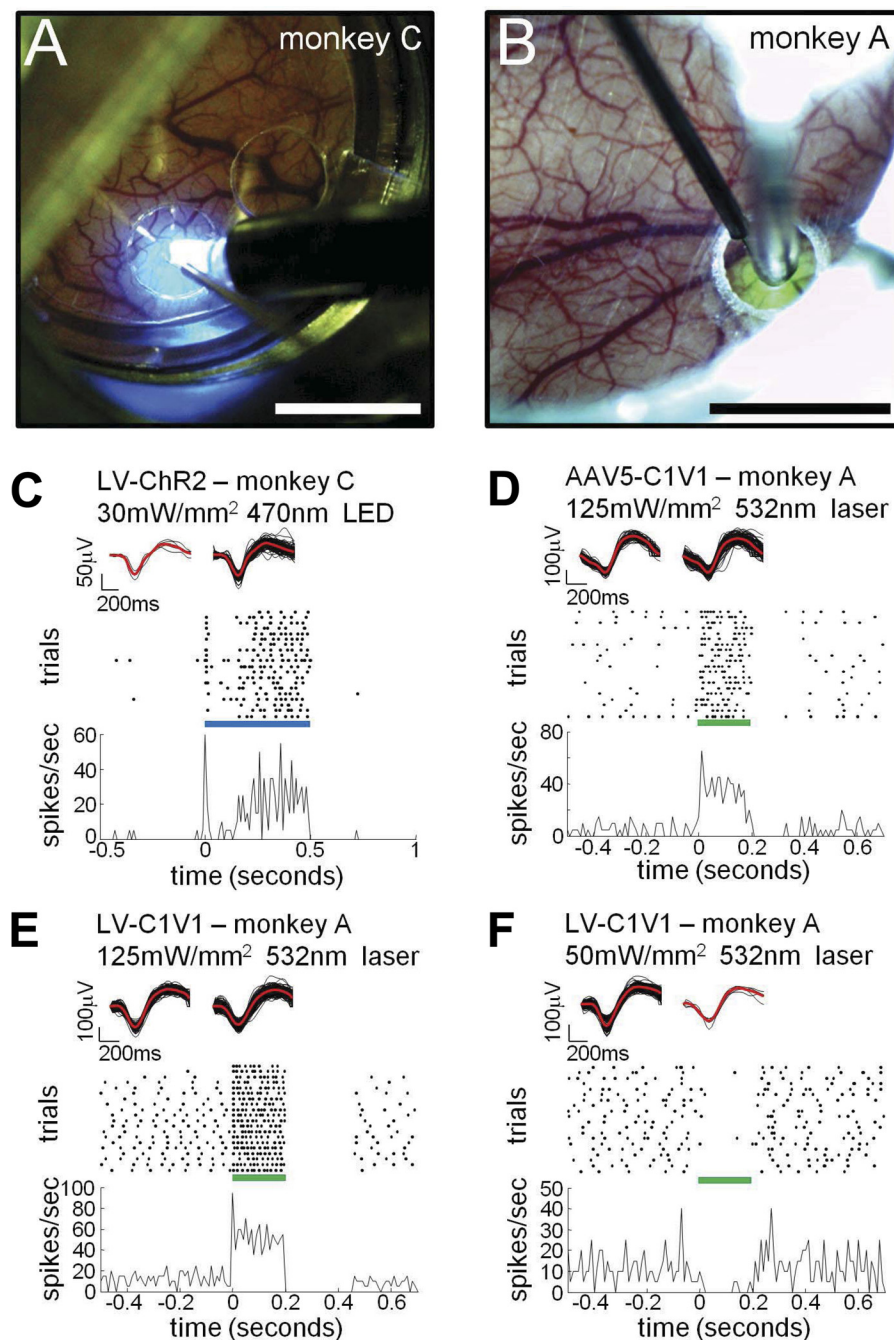 A
monkey C
B
monkey A
C
LV-ChR2 – monkey C
30mW/mm² 470nm LED
50µV
200ms
trials
spikes/sec
60
40
20
0
-0.5
0
0.5
1
time (seconds)
D
AAV5-C1V1 – monkey A
125mW/mm² 532nm laser
100µV
200ms
trials
spikes/sec
80
40
0
-0.4
-0.2
0
0.2
0.4
0.6
time (seconds)
E
LV-C1V1 – monkey A
125mW/mm² 532nm laser
100µV
200ms
trials
spikes/sec
100
80
60
40
20
0
-0.4
-0.2
0
0.2
0.4
0.6
time (seconds)
F
LV-C1V1 – monkey A
50mW/mm² 532nm laser
100µV
200ms
trials
spikes/sec
50
40
30
20
10
0
-0.4
-0.2
0
0.2
0.4
0.6
time (seconds)